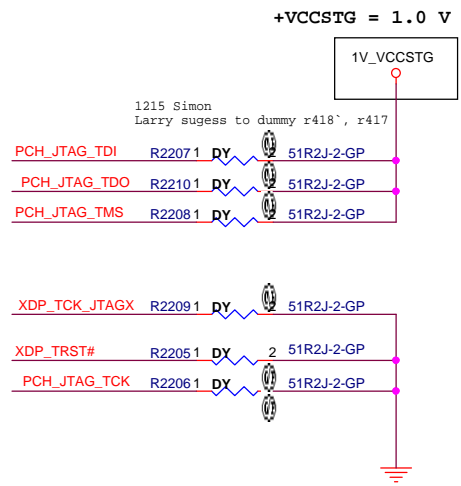 +VCCSTG = 1.0 V
1V_VCCSTG
1215 Simon
Larry sugess to dummy r418`, r417
PCH_JTAG_TDI R2207 1 DY 2 51R2J-2-GP
PCH_JTAG_TDO R2210 1 DY 2 51R2J-2-GP
PCH_JTAG_TMS R2208 1 DY 2 51R2J-2-GP
XDP_TCK_JTAGX R2209 1 DY 2 51R2J-2-GP
XDP_TRST# R2205 1 DY 2 51R2J-2-GP
PCH_JTAG_TCK R2206 1 DY 51R2J-2-GP